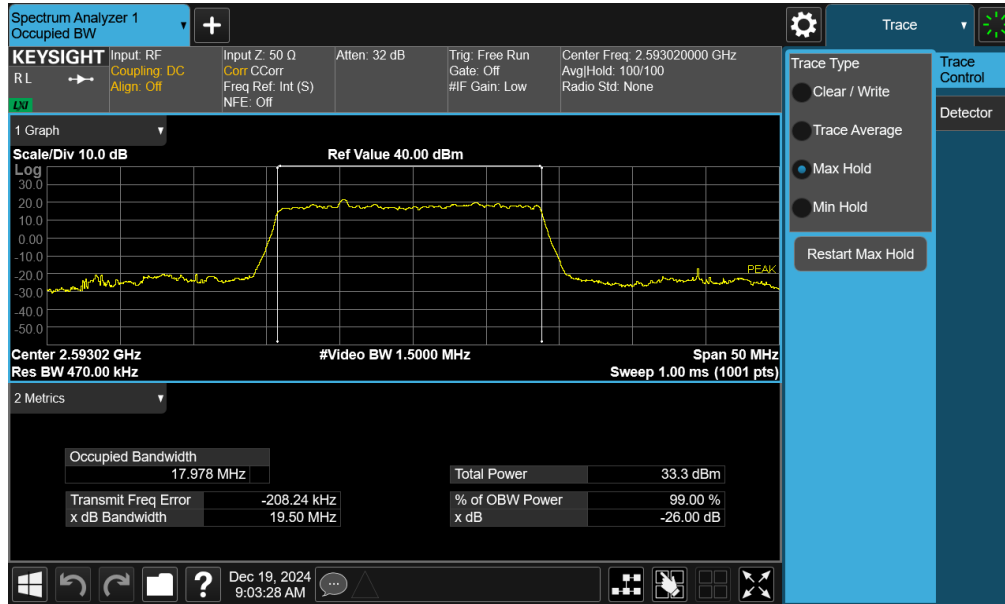 Spectrum Analyzer 1
Occupied BW
+
Trace
KEYSIGHT
R L
LXI
Input: RF
Coupling: DC
Align: Off
Input Z: 50 Ω
Corr CCorr
Freq Ref: Int (S)
NFE: Off
Atten: 32 dB
Trig: Free Run
Gate: Off
#IF Gain: Low
Center Freq: 2.593020000 GHz
Avg|Hold: 100/100
Radio Std: None
Trace Type
Clear / Write
Trace Average
Max Hold
Min Hold
Restart Max Hold
Trace
Control
Detector
1 Graph
Scale/Div 10.0 dB
Ref Value 40.00 dBm
Log
30.0
20.0
10.0
0.00
-10.0
-20.0
-30.0
-40.0
-50.0
PEAK
Center 2.59302 GHz
#Video BW 1.5000 MHz
Span 50 MHz
Res BW 470.00 kHz
Sweep 1.00 ms (1001 pts)
2 Metrics
Occupied Bandwidth
17.978 MHz
Total Power 33.3 dBm
Transmit Freq Error -208.24 kHz
% of OBW Power 99.00 %
x dB Bandwidth 19.50 MHz
x dB -26.00 dB
?
Dec 19, 2024
9:03:28 AM